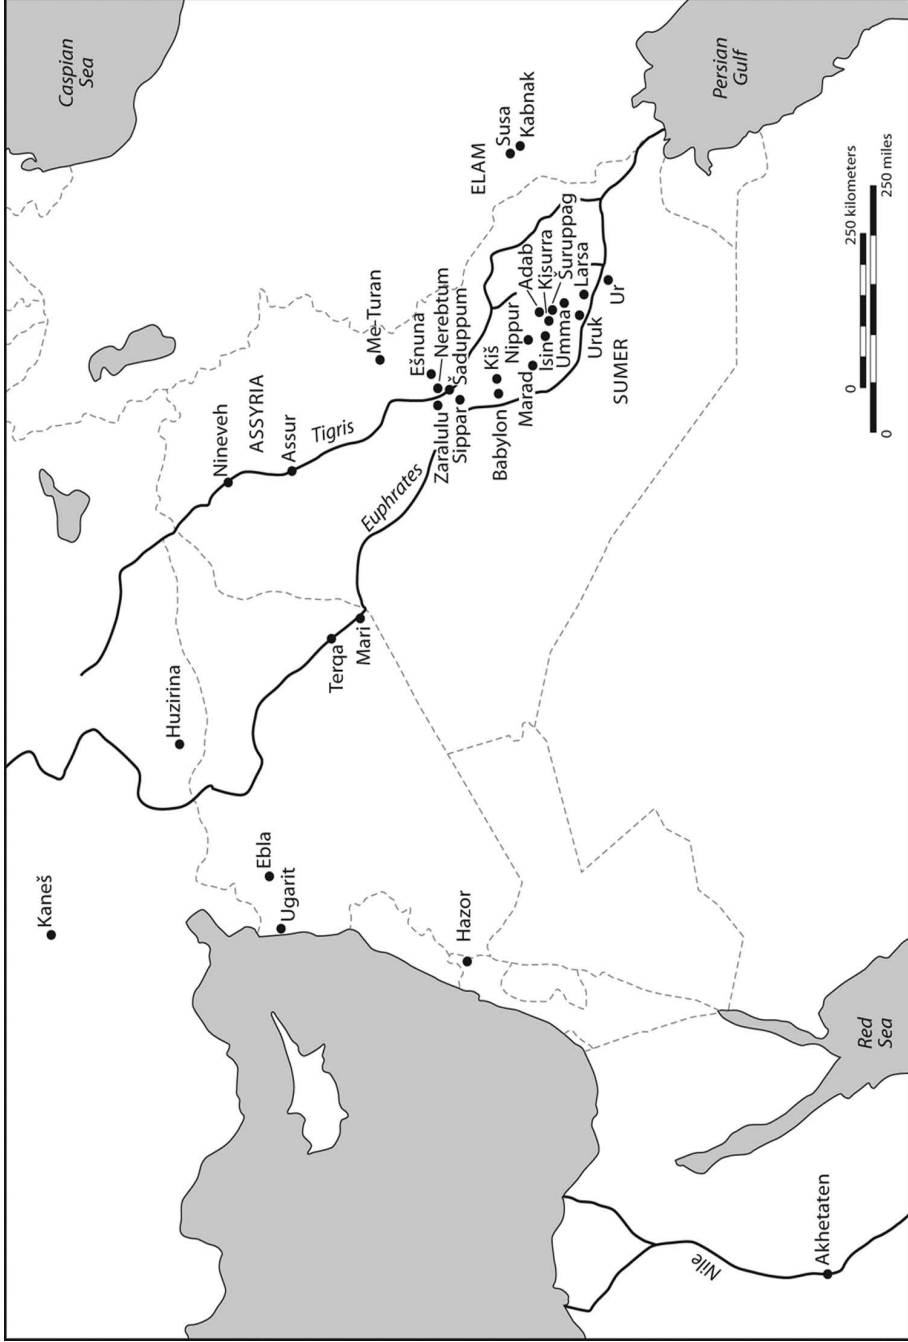 Kaneš
Caspian
Sea
Huzirina
Nineveh
ASSYRIA
Ebla
Assur
Ugarit
Tigris
Terqa
Mari
Me-Turan
Euphrates
Ešnuna
Nerebtum
Šaduppum
Zaralulu
Sippar
Hazor
ELAM
Susa
Kabnak
Babylon
Kiš
Nippur
Marad
Adab
Kisurra
Suruppag
Isin
Umma
Larsa
Uruk
Ur
SUMER
Persian
Gulf
Nile
Akhetaten
Red
Sea
0
250 kilometers
0
250 miles